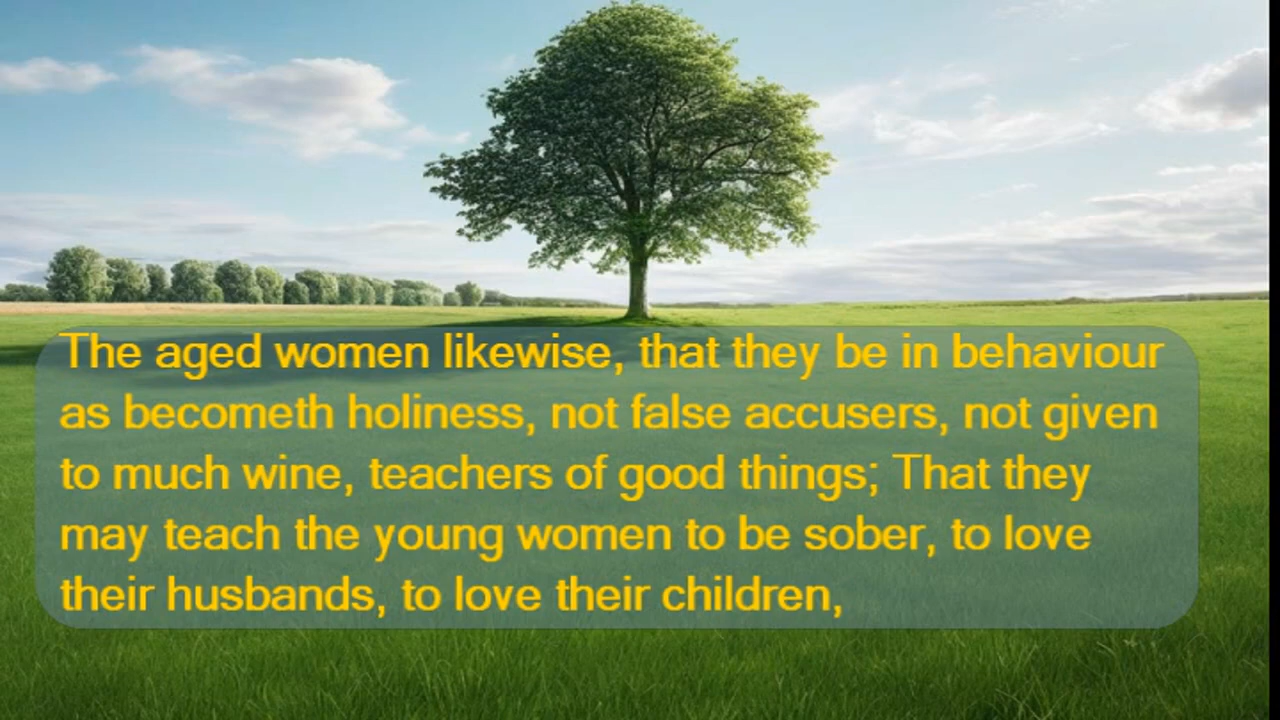 The aged women likewise, that they be in behaviour
as becometh holiness, not false accusers, not given
to much wine, teachers of good things; That they
may teach the young women to be sober, to love
their husbands, to love their children,